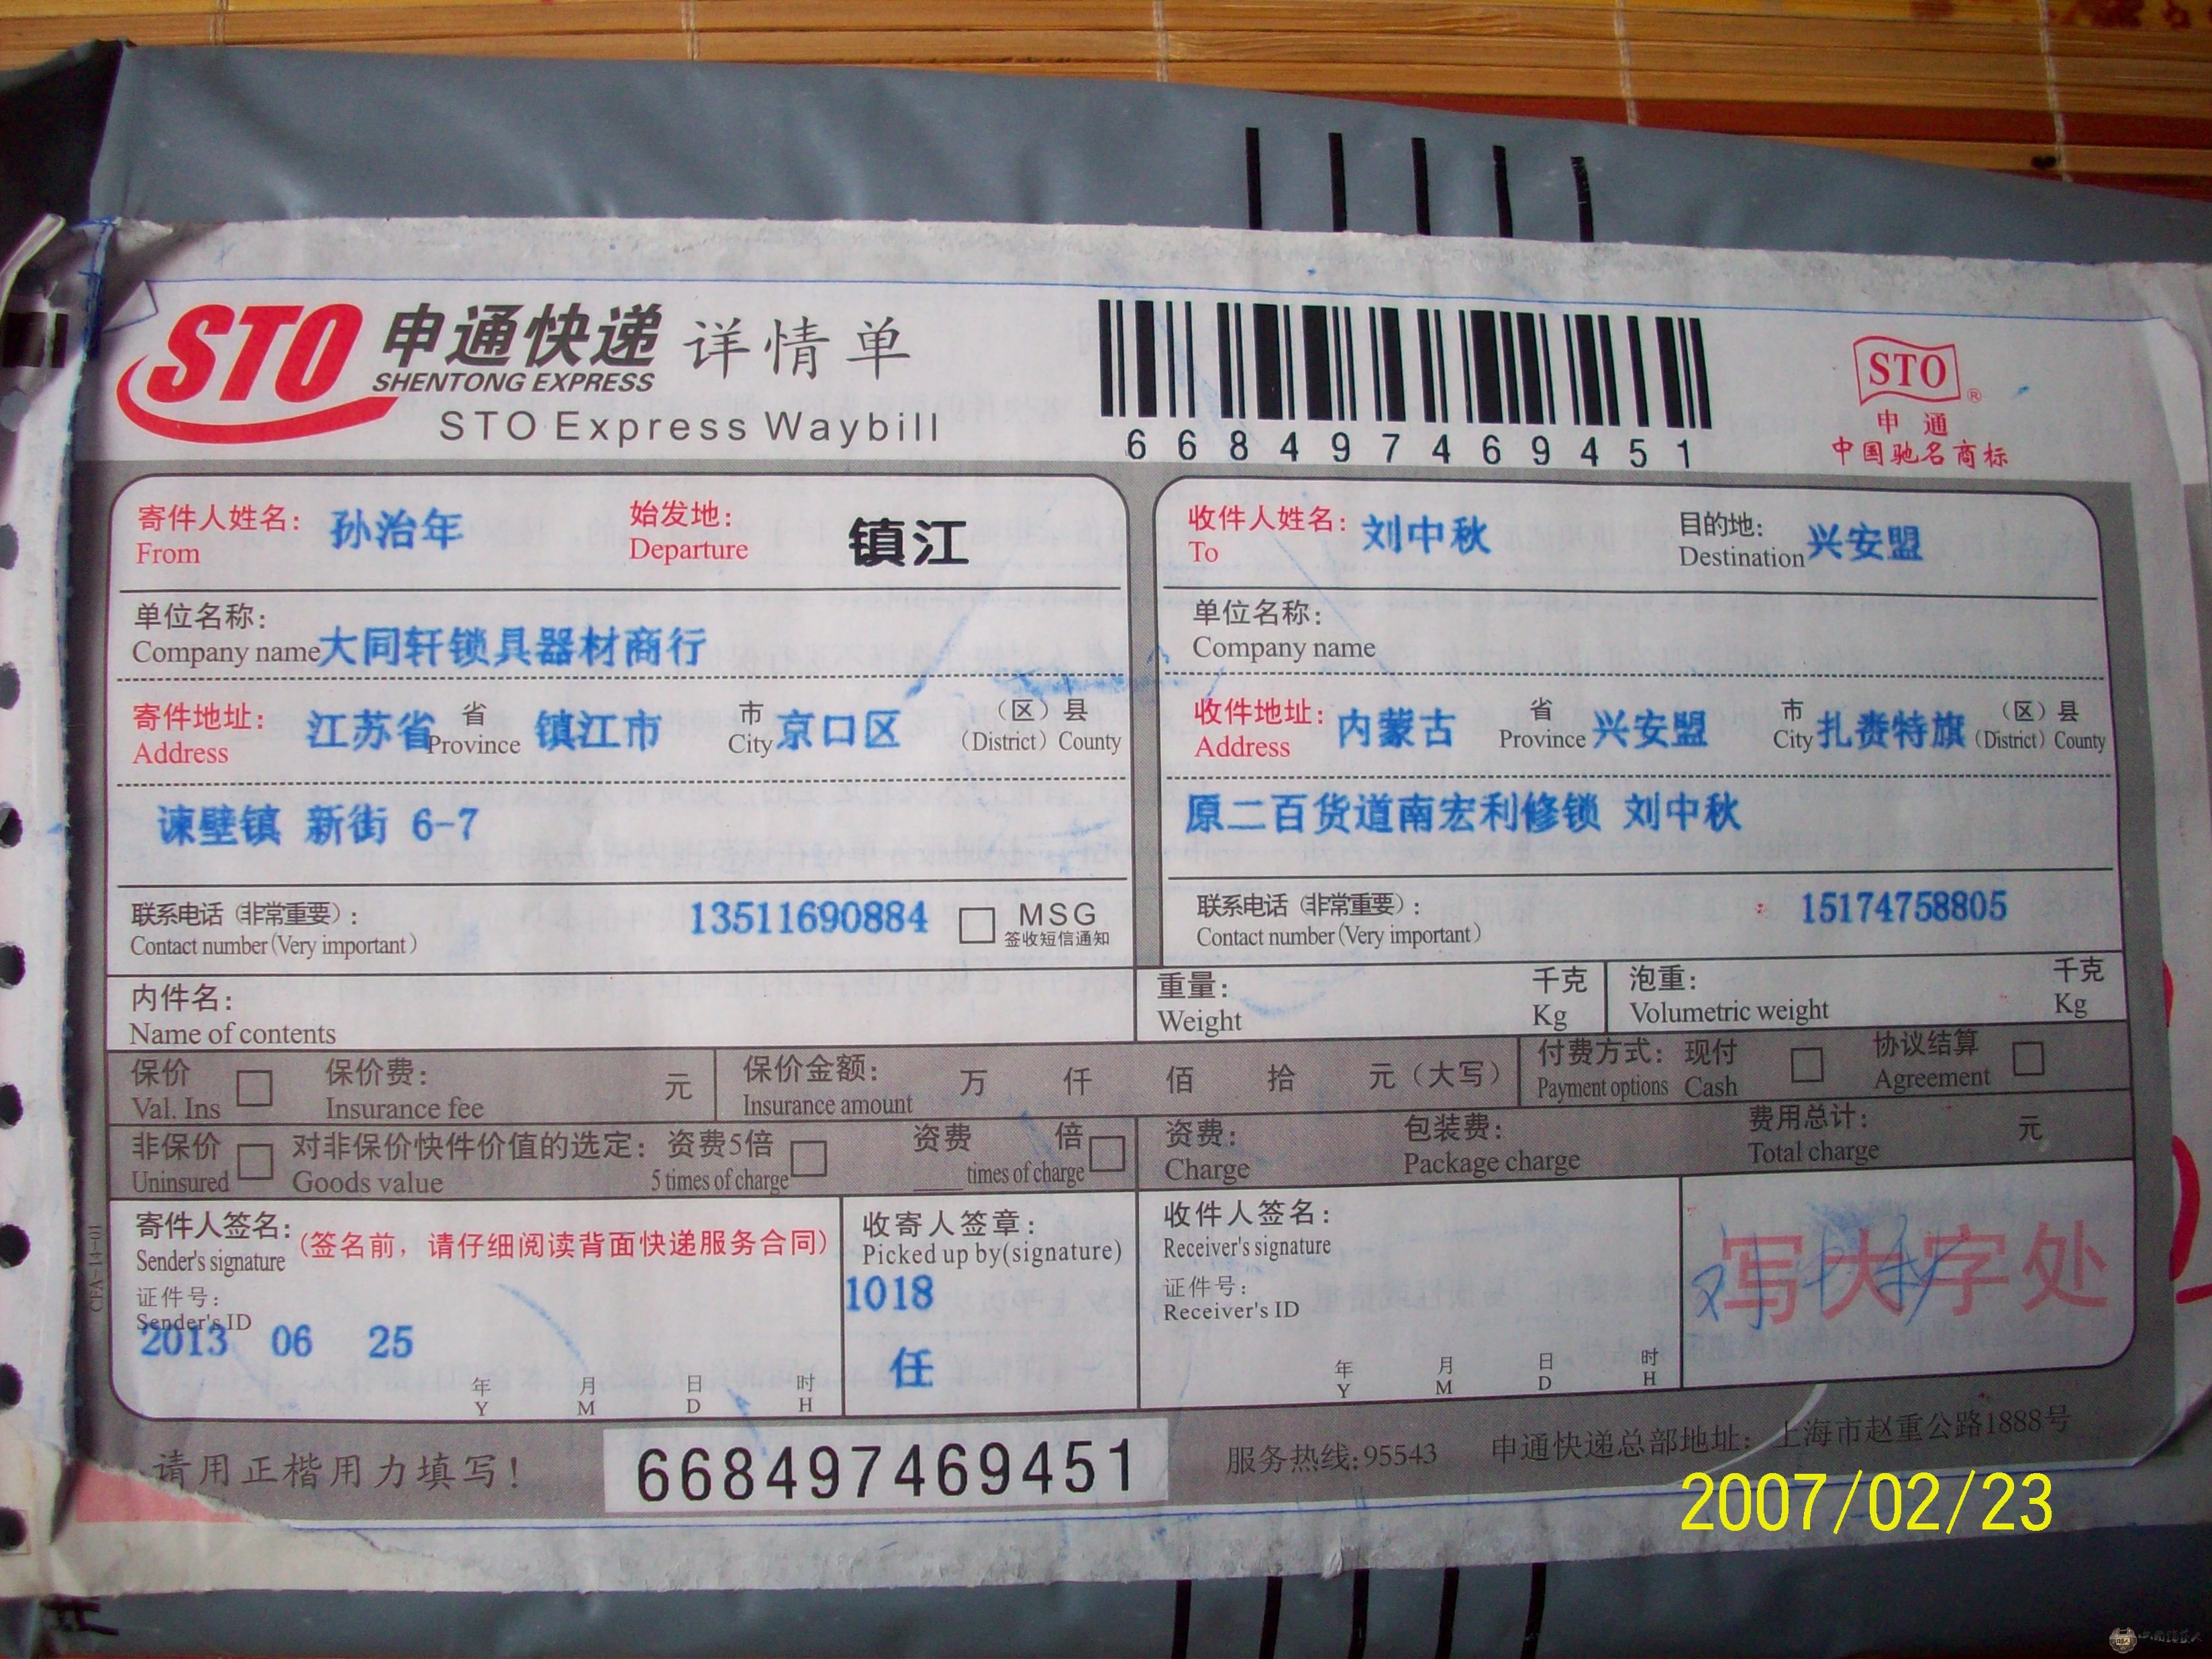 STO 申通快递 详情单
SHENTONG EXPRESS
STO Express Waybill
668497469451
STO
®
申 通
中国驰名商标
寄件人姓名: 孙治年 始发地: 镇江
From Departure
单位名称:
Company name 大同轩锁具器材商行
寄件地址: 江苏省 省 镇江市 市 京口区 (区)县
Address Province City (District) County
谏壁镇 新街 6-7
联系电话(非常重要): 13511690884 MSG
Contact number(Very important) 签收短信通知
收件人姓名: 刘中秋 目的地: 兴安盟
To Destination
单位名称:
Company name
收件地址: 内蒙古 省 兴安盟 市 扎赉特旗 (区)县
Address Province City (District) County
原二百货道南宏利修锁 刘中秋
联系电话(非常重要): 15174758805
Contact number(Very important)
内件名:
Name of contents
重量: 千克 泡重: 千克
Weight Kg Volumetric weight Kg
保价 保价费: 元 保价金额: 万 仟 佰 拾 元(大写) 付费方式: 现付 协议结算
Val. Ins Insurance fee Insurance amount Payment options Cash Agreement
非保价 对非保价快件价值的选定: 资费5倍 资费 倍 资费: 包装费: 费用总计: 元
Uninsured Goods value 5 times of charge ____ times of charge Charge Package charge Total charge
寄件人签名: (签名前，请仔细阅读背面快递服务合同)
Sender's signature
证件号:
Sender's ID
2013 06 25
年 月 日 时
Y M D H
收寄人签章:
Picked up by(signature)
1018
任
收件人签名:
Receiver's signature
证件号:
Receiver's ID
年 月 日 时
Y M D H
写大字处
刘中秋
CFA-14-01
请用正楷用力填写! 668497469451 服务热线:95543 申通快递总部地址: 上海市赵重公路1888号
2007/02/23